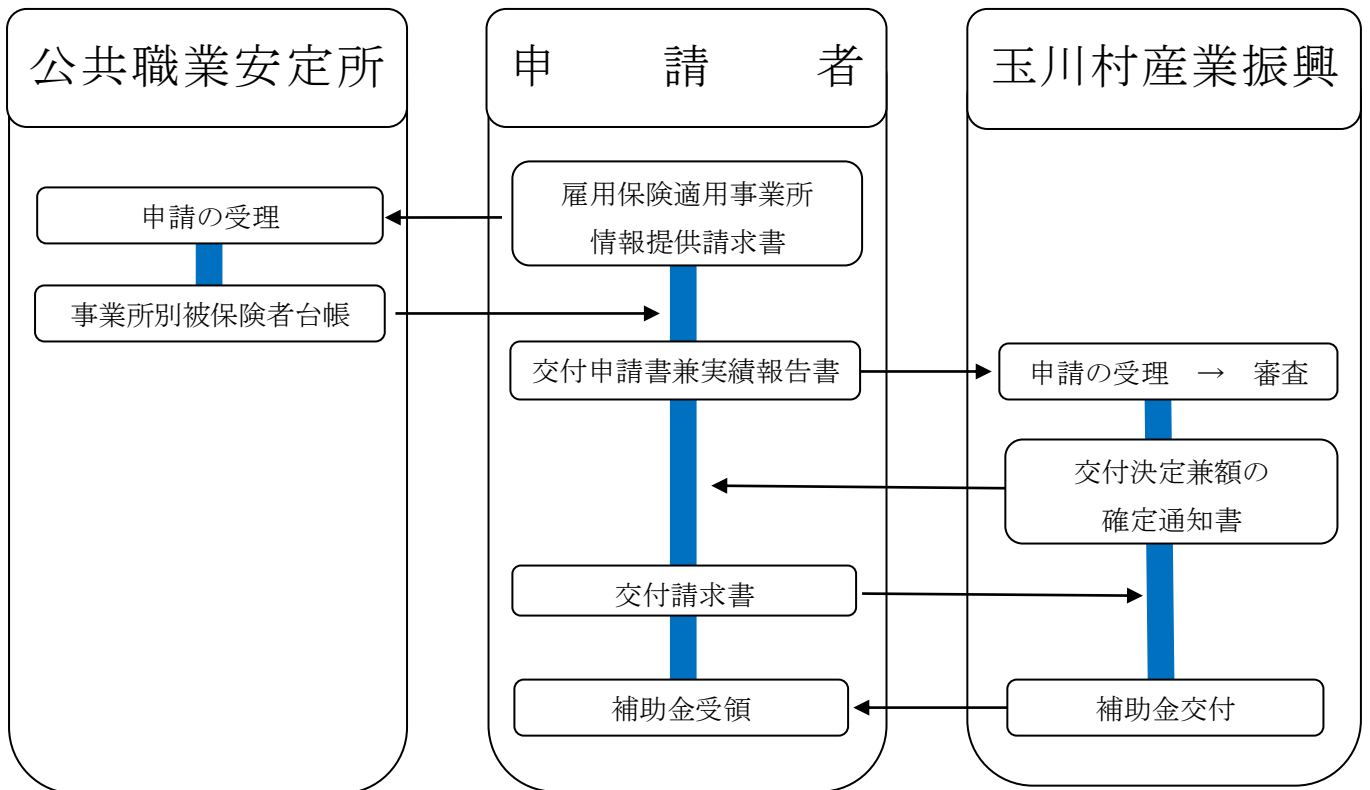 公共職業安定所
申請者
玉川村産業振興
雇用保険適用事業所
情報提供請求書
申請の受理
事業所別被保険者台帳
交付申請書兼実績報告書
申請の受理 → 審査
交付決定兼額の
確定通知書
交付請求書
補助金受領
補助金交付